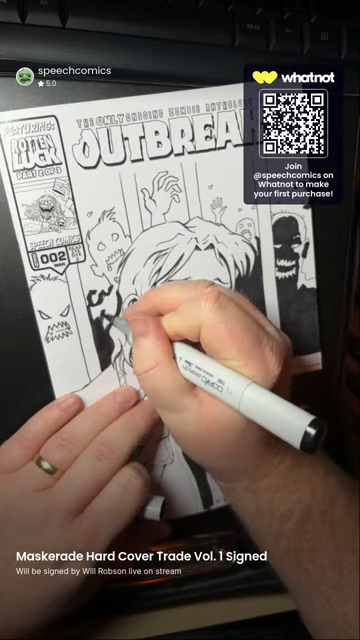 speechcomics
★ 5.0
whatnot
Join
@speechcomics on
Whatnot to make
your first purchase!
THE ONLY ONGOING ZOMBIE ANTHOLOGY
OUTBREA
FEATURING:
ROTTEN
LUCK
PART 2 OF 3
SPEECH COMICS
002
COPIC
Maskerade Hard Cover Trade Vol. 1 Signed
Will be signed by Will Robson live on stream